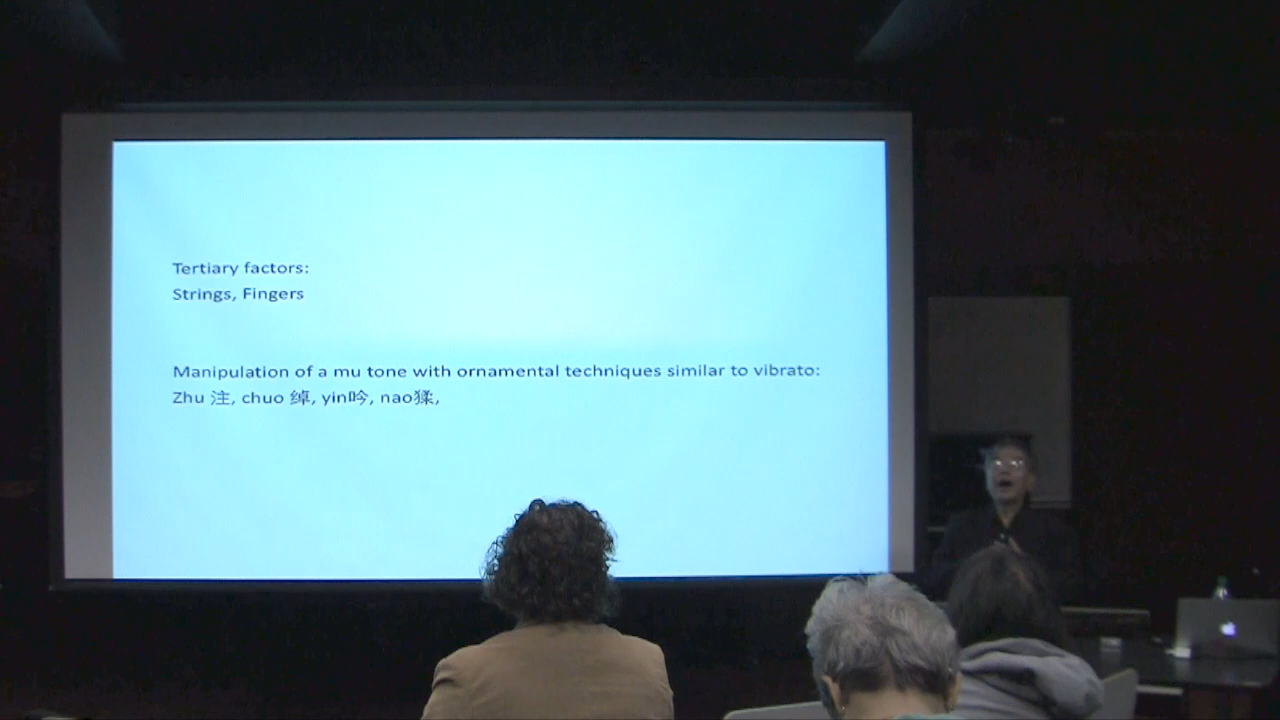 Tertiary factors:
Strings, Fingers
Manipulation of a mu tone with ornamental techniques similar to vibrato:
Zhu 注, chuo 绰, yin吟, nao猱,